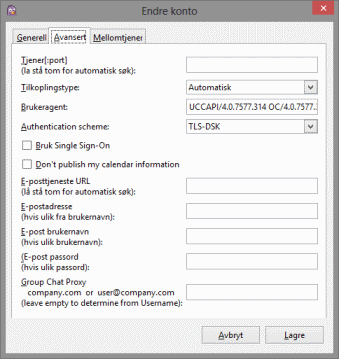 Endre konto
Generell Avansert Mellomtjener
Tjener[:port]
(la stå tom for automatisk søk):
Tilkoplingstype: Automatisk
Brukeragent: UCCAPI/4.0.7577.314 OC/4.0.7577.3
Authentication scheme: TLS-DSK
Bruk Single Sign-On
Don't publish my calendar information
E-posttjeneste URL
(lå stå tom for automatisk søk):
E-postadresse
(hvis ulik fra brukernavn):
E-post brukernavn
(hvis ulik brukernavn):
(E-post passord
(hvis ulik passord):
Group Chat Proxy
company.com or user@company.com
(leave empty to determine from Username):
Avbryt Lagre